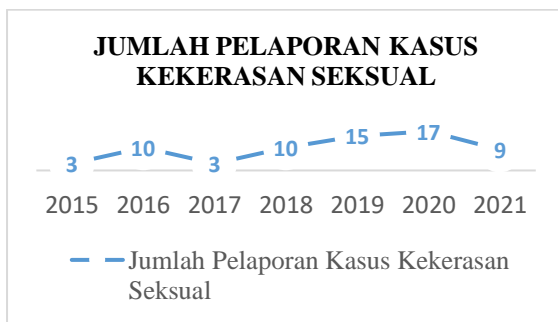 JUMLAH PELAPORAN KASUS
KEKERASAN SEKSUAL
3 10 3 10 15 17 9
2015 2016 2017 2018 2019 2020 2021
Jumlah Pelaporan Kasus Kekerasan
Seksual